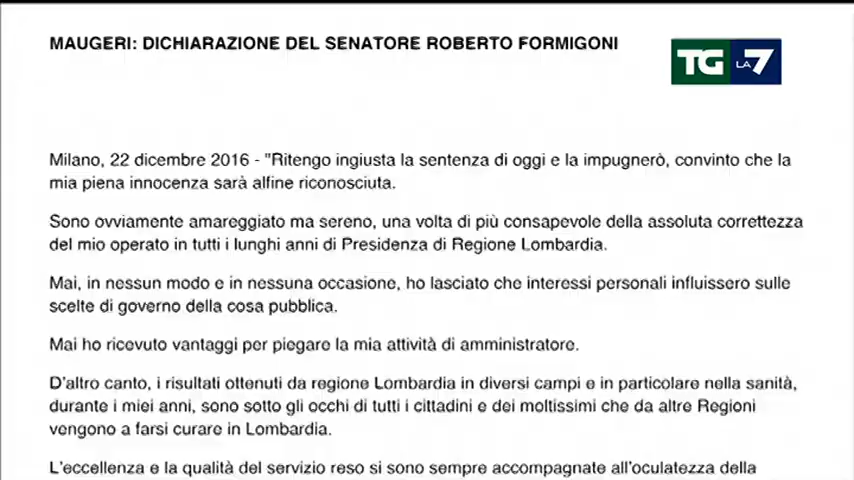 MAUGERI: DICHIARAZIONE DEL SENATORE ROBERTO FORMIGONI
TG LA 7
Milano, 22 dicembre 2016 - "Ritengo ingiusta la sentenza di oggi e la impugnerò, convinto che la
mia piena innocenza sarà alfine riconosciuta.
Sono ovviamente amareggiato ma sereno, una volta di più consapevole della assoluta correttezza
del mio operato in tutti i lunghi anni di Presidenza di Regione Lombardia.
Mai, in nessun modo e in nessuna occasione, ho lasciato che interessi personali influissero sulle
scelte di governo della cosa pubblica.
Mai ho ricevuto vantaggi per piegare la mia attività di amministratore.
D'altro canto, i risultati ottenuti da regione Lombardia in diversi campi e in particolare nella sanità,
durante i miei anni, sono sotto gli occhi di tutti i cittadini e dei moltissimi che da altre Regioni
vengono a farsi curare in Lombardia.
L'eccellenza e la qualità del servizio reso si sono sempre accompagnate all'oculatezza della